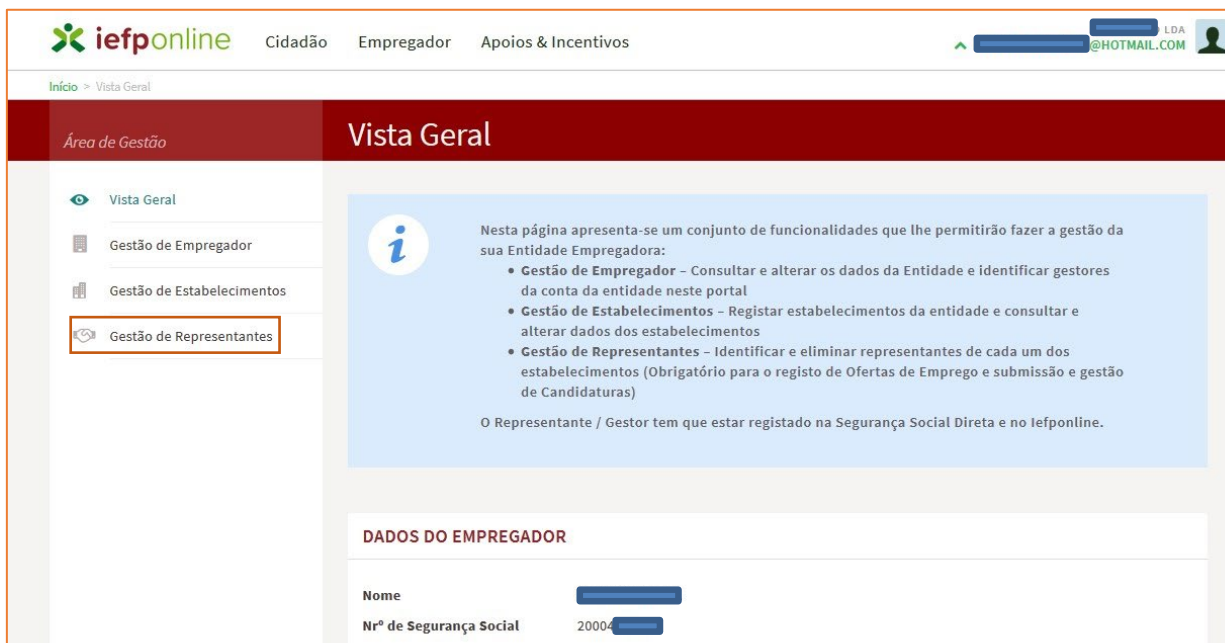 iefponline Cidadão Empregador Apoios & Incentivos
LDA
@HOTMAIL.COM
Início > Vista Geral
Área de Gestão
Vista Geral
Vista Geral
Gestão de Empregador
Gestão de Estabelecimentos
Gestão de Representantes
Nesta página apresenta-se um conjunto de funcionalidades que lhe permitirão fazer a gestão da
sua Entidade Empregadora:
• Gestão de Empregador – Consultar e alterar os dados da Entidade e identificar gestores
da conta da entidade neste portal
• Gestão de Estabelecimentos – Registar estabelecimentos da entidade e consultar e
alterar dados dos estabelecimentos
• Gestão de Representantes – Identificar e eliminar representantes de cada um dos
estabelecimentos (Obrigatório para o registo de Ofertas de Emprego e submissão e gestão
de Candidaturas)
O Representante / Gestor tem que estar registado na Segurança Social Direta e no Iefponline.
DADOS DO EMPREGADOR
Nome
Nrº de Segurança Social 20004